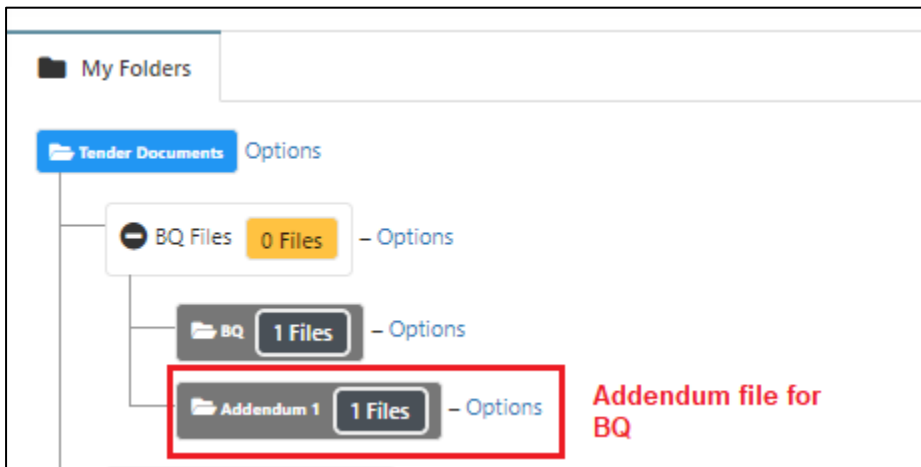 My Folders
Tender Documents Options
BQ Files 0 Files – Options
BQ 1 Files – Options
Addendum 1 1 Files – Options
Addendum file for
BQ